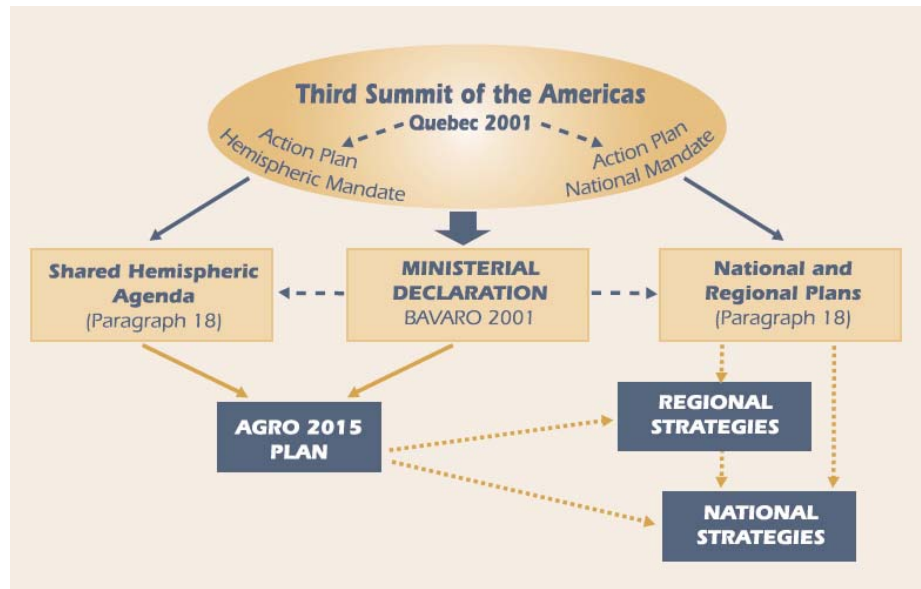 Third Summit of the Americas
Quebec 2001
Action Plan
Hemispheric Mandate
Action Plan
National Mandate
Shared Hemispheric
Agenda
(Paragraph 18)
MINISTERIAL
DECLARATION
BAVARO 2001
National and
Regional Plans
(Paragraph 18)
AGRO 2015
PLAN
REGIONAL
STRATEGIES
NATIONAL
STRATEGIES